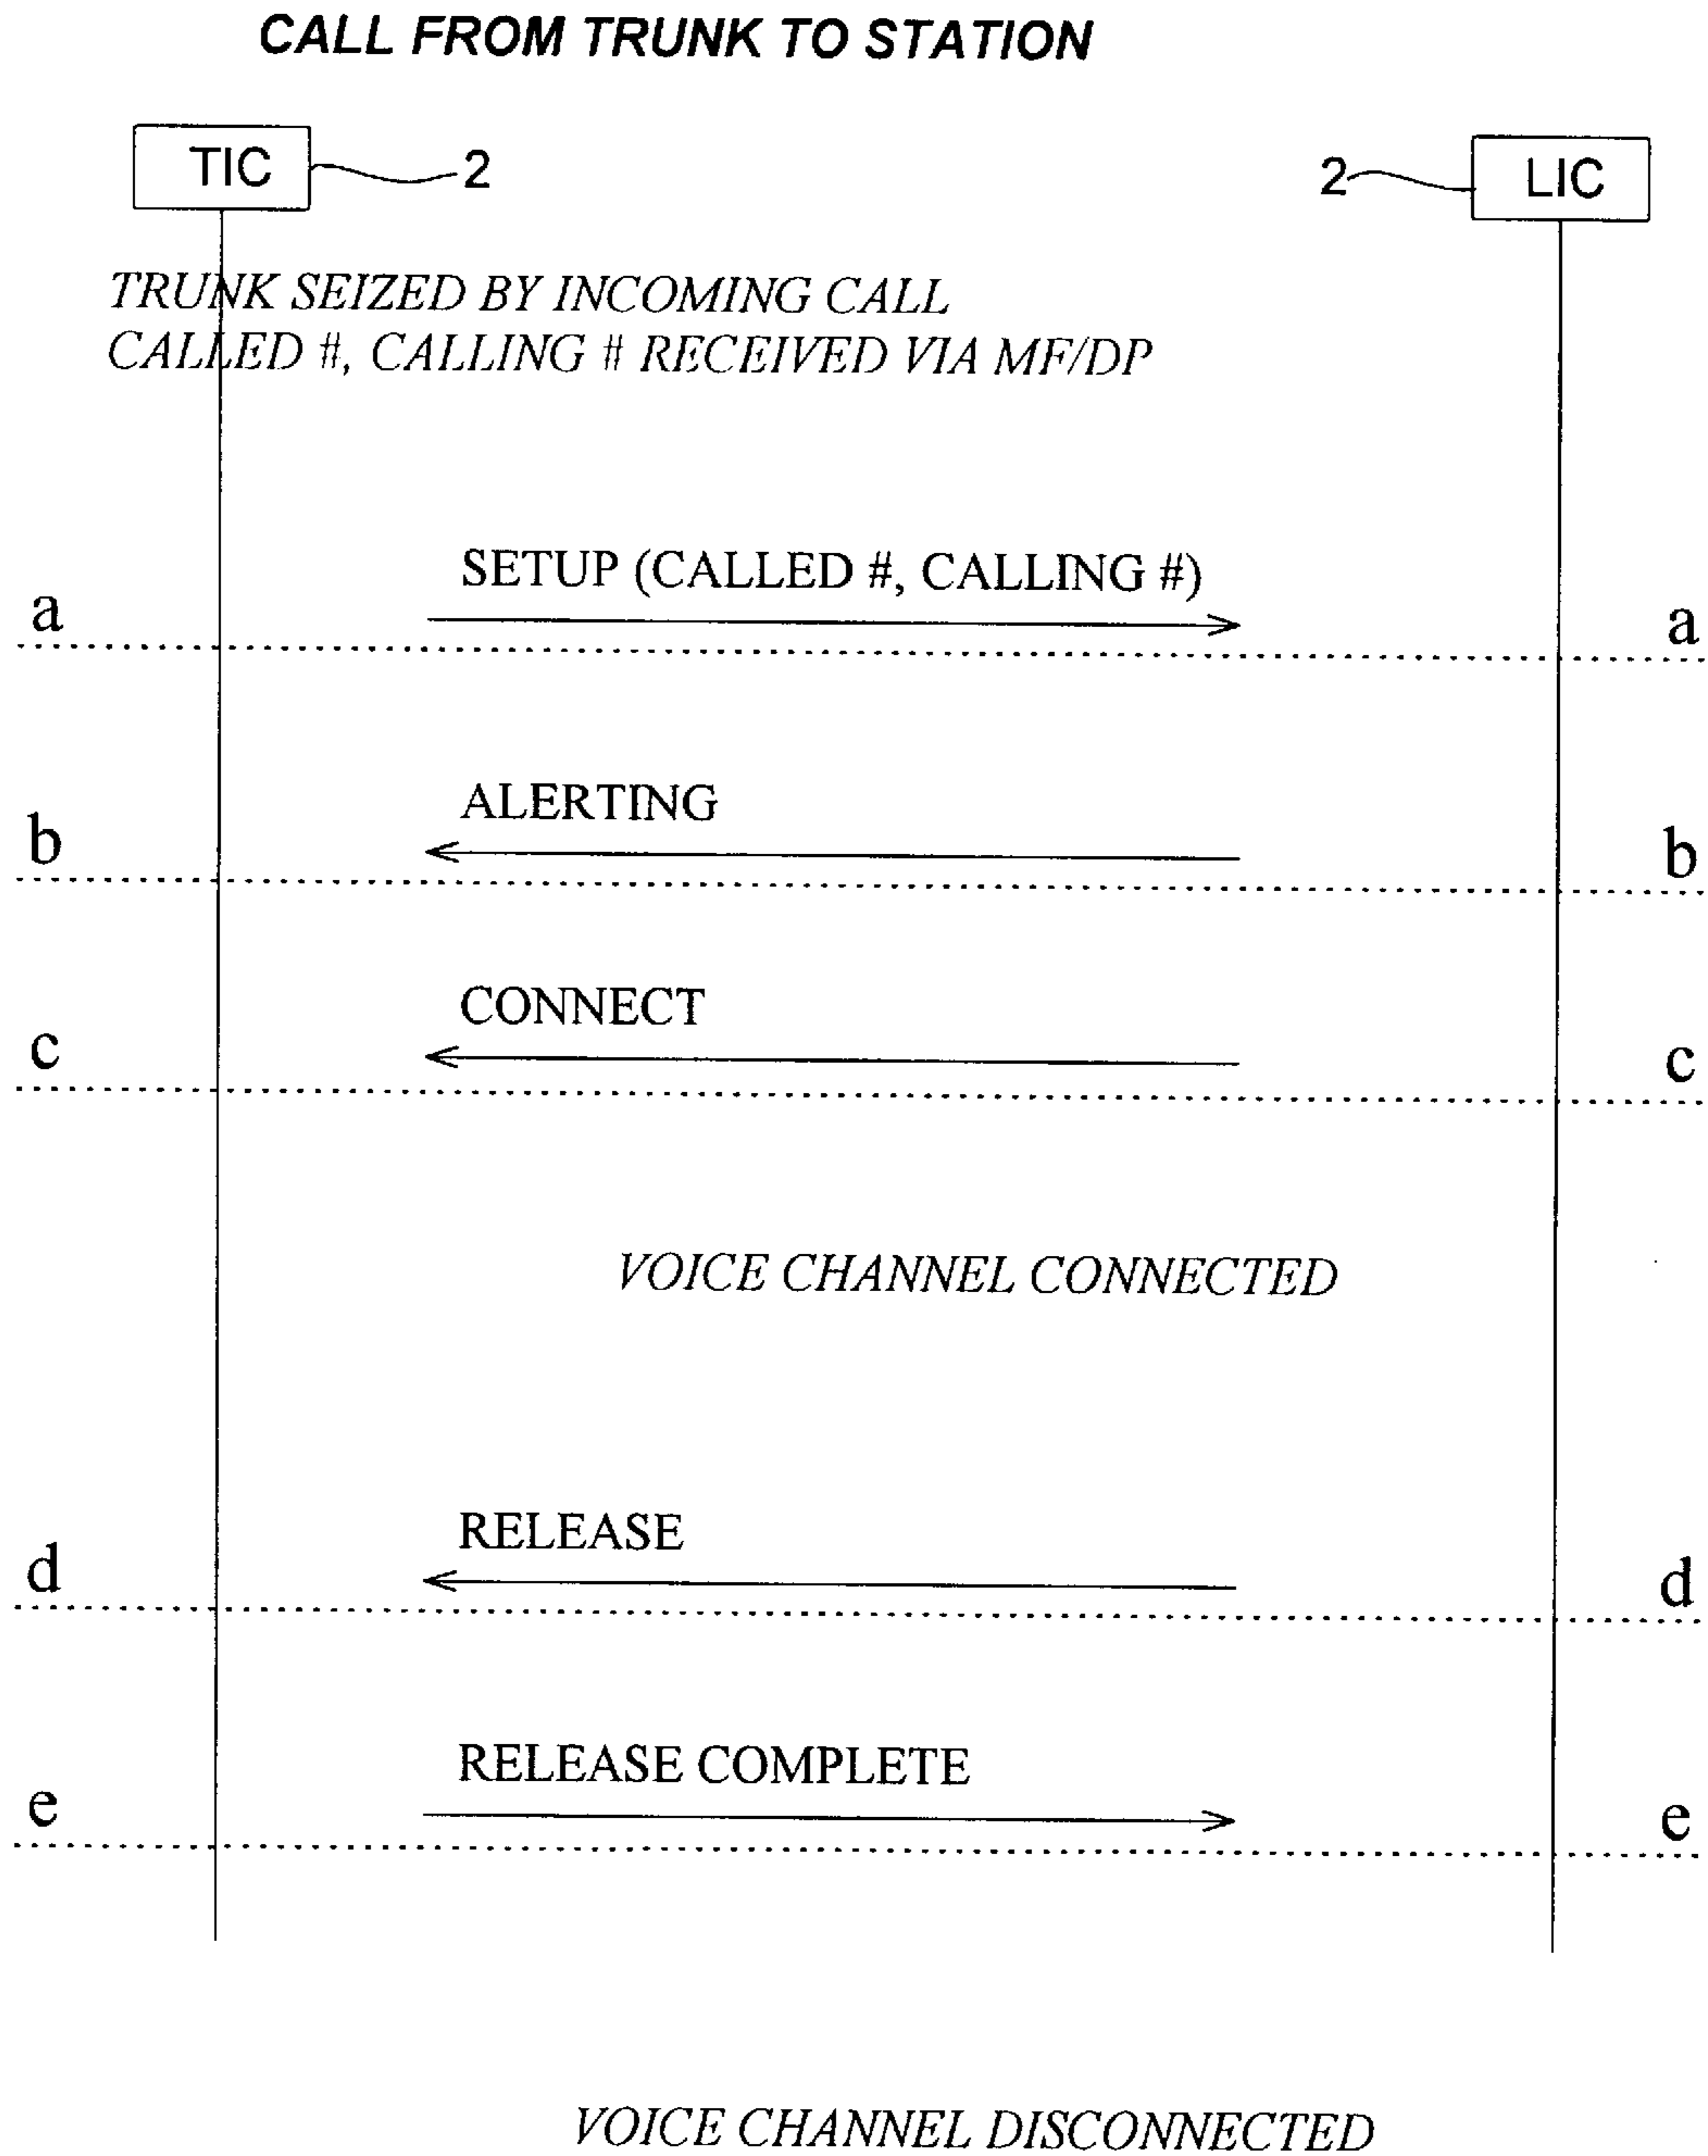 CALL FROM TRUNK TO STATION
TIC 2
2 LIC
TRUNK SEIZED BY INCOMING CALL
CALLED #, CALLING # RECEIVED VIA MF/DP
SETUP (CALLED #, CALLING #)
a a
ALERTING
b b
CONNECT
c c
VOICE CHANNEL CONNECTED
RELEASE
d d
RELEASE COMPLETE
e e
VOICE CHANNEL DISCONNECTED